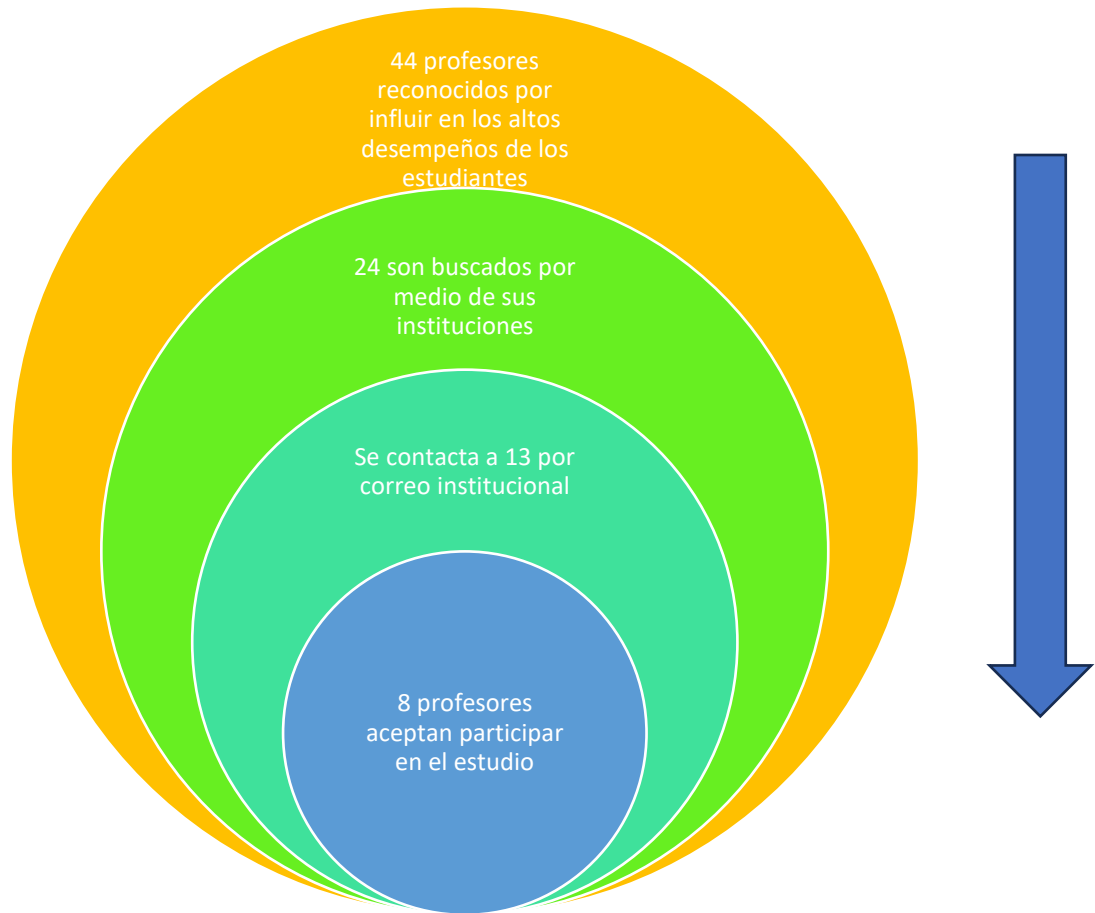 44 profesores
reconocidos por
influir en los altos
desempeños de los
estudiantes
24 son buscados por
medio de sus
instituciones
Se contacta a 13 por
correo institucional
8 profesores
aceptan participar
en el estudio